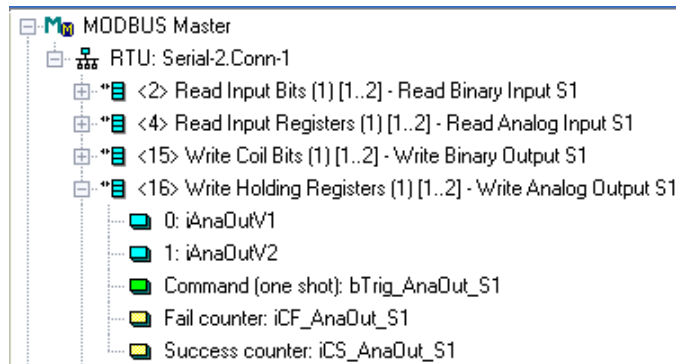 MODBUS Master
RTU: Serial-2.Conn-1
<2> Read Input Bits (1) [1..2] - Read Binary Input S1
<4> Read Input Registers (1) [1..2] - Read Analog Input S1
<15> Write Coil Bits (1) [1..2] - Write Binary Output S1
<16> Write Holding Registers (1) [1..2] - Write Analog Output S1
0: iAnaOutV1
1: iAnaOutV2
Command (one shot): bTrig_AnaOut_S1
Fail counter: iCF_AnaOut_S1
Success counter: iCS_AnaOut_S1